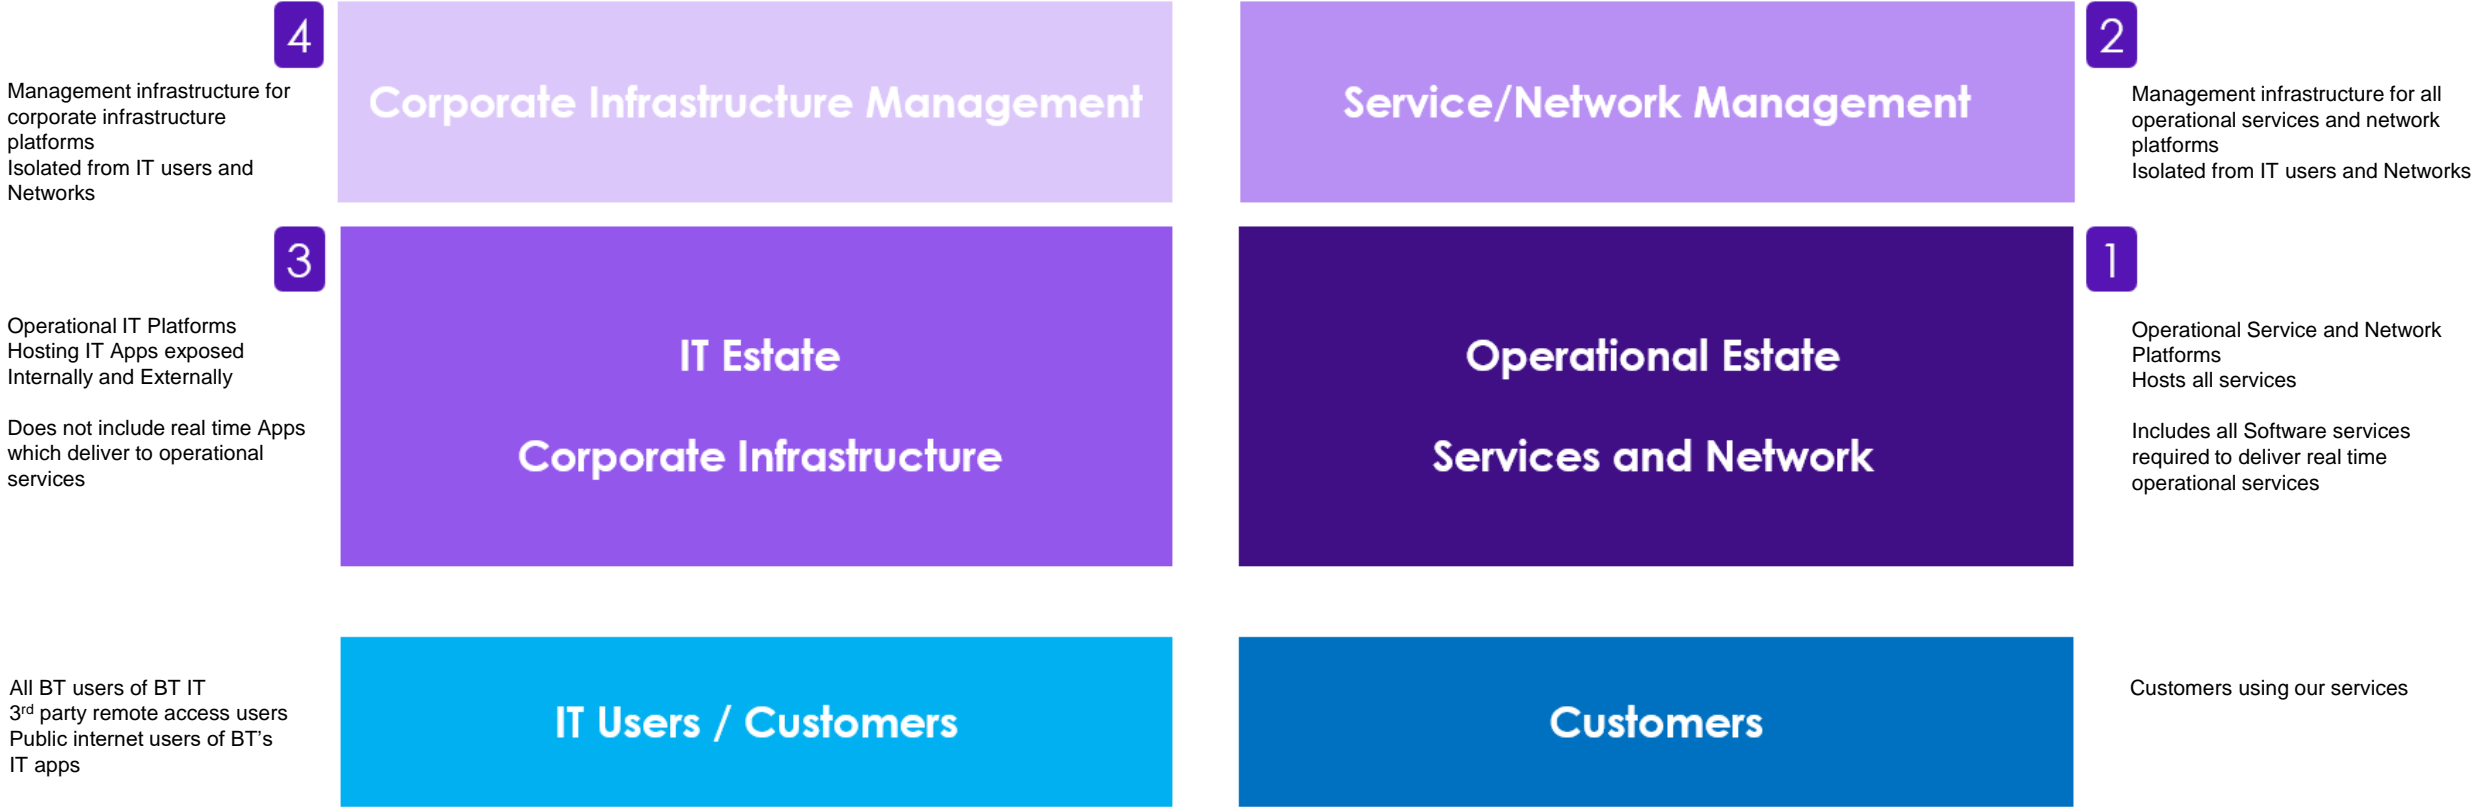 4
Corporate Infrastructure Management
Management infrastructure for
corporate infrastructure
platforms
Isolated from IT users and
Networks
Service/Network Management
2
Management infrastructure for all
operational services and network
platforms
Isolated from IT users and Networks
3
IT Estate
Corporate Infrastructure
Operational IT Platforms
Hosting IT Apps exposed
Internally and Externally
Does not include real time Apps
which deliver to operational
services
Operational Estate
Services and Network
1
Operational Service and Network
Platforms
Hosts all services
Includes all Software services
required to deliver real time
operational services
All BT users of BT IT
3rd party remote access users
Public internet users of BT’s
IT apps
IT Users / Customers
Customers
Customers using our services